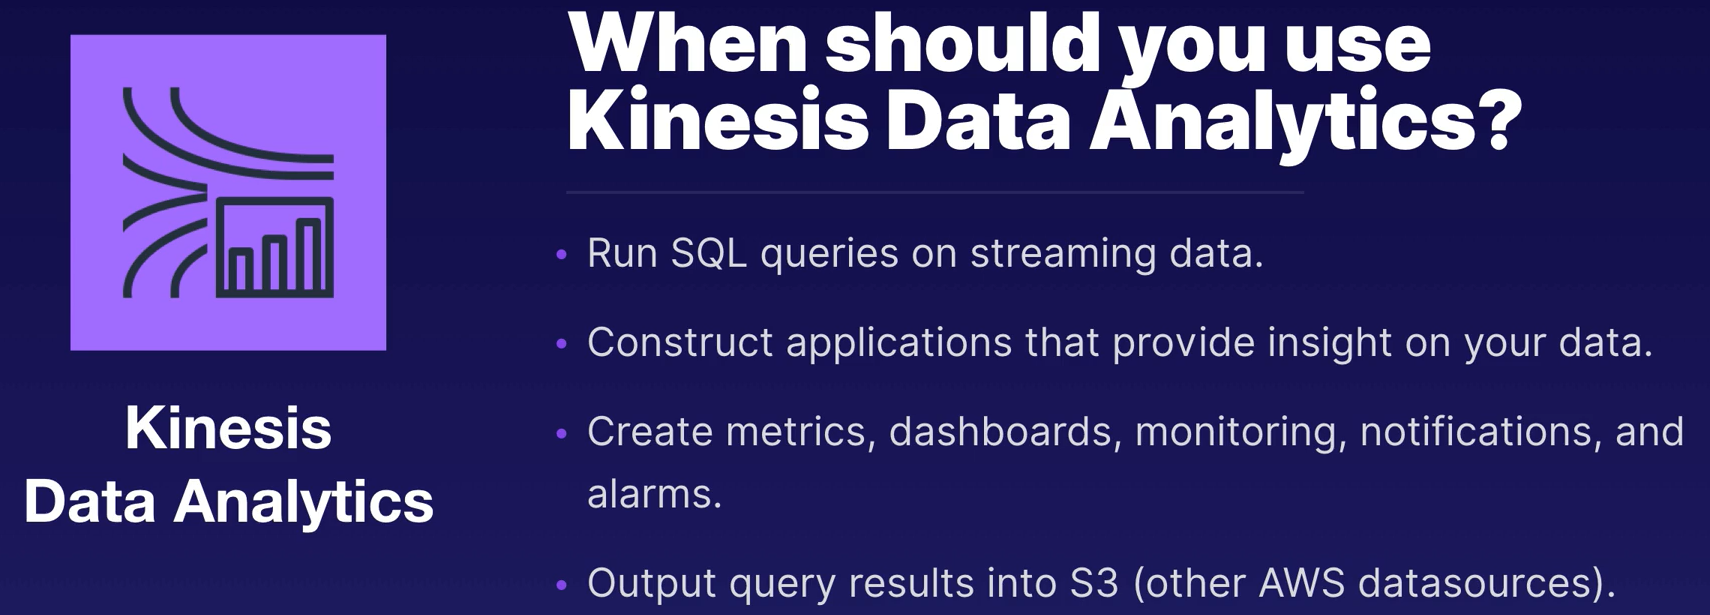 Kinesis
Data Analytics
When should you use
Kinesis Data Analytics?
• Run SQL queries on streaming data.
• Construct applications that provide insight on your data.
• Create metrics, dashboards, monitoring, notifications, and
alarms.
• Output query results into S3 (other AWS datasources).